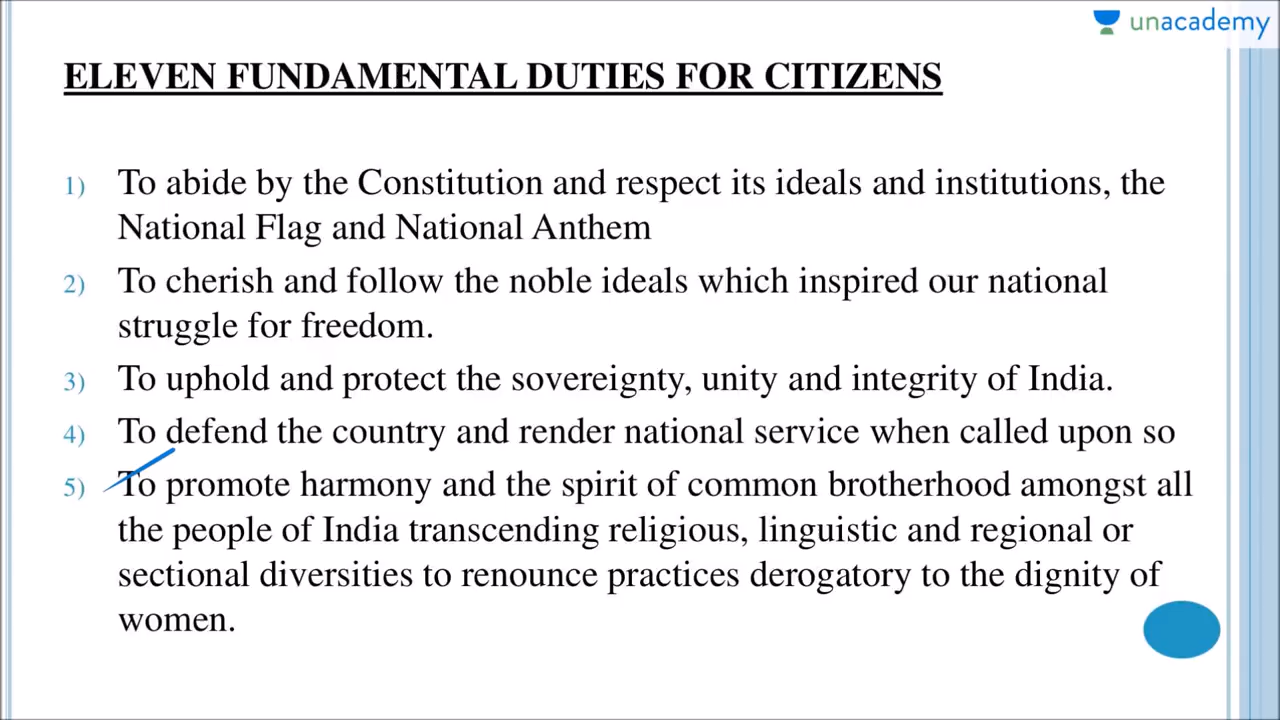 unacademy
ELEVEN FUNDAMENTAL DUTIES FOR CITIZENS
1) To abide by the Constitution and respect its ideals and institutions, the
National Flag and National Anthem
2) To cherish and follow the noble ideals which inspired our national
struggle for freedom.
3) To uphold and protect the sovereignty, unity and integrity of India.
4) To defend the country and render national service when called upon so
5) To promote harmony and the spirit of common brotherhood amongst all
the people of India transcending religious, linguistic and regional or
sectional diversities to renounce practices derogatory to the dignity of
women.